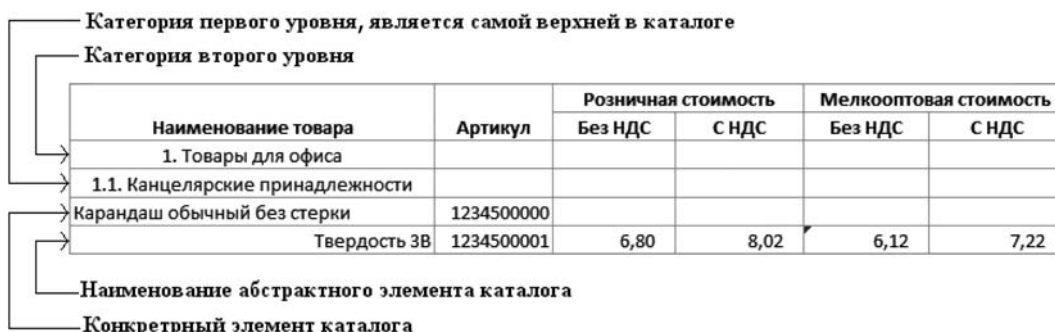 Категория первого уровня, является самой верхней в каталоге
Категория второго уровня
Розничная стоимость Мелкооптовая стоимость
Наименование товара Артикул Без НДС С НДС Без НДС С НДС
1. Товары для офиса
1.1. Канцелярские принадлежности
Карандаш обычный без стерки 1234500000
Твердость 3В 1234500001 6,80 8,02 6,12 7,22
Наименование абстрактного элемента каталога
Конкретрный элемент каталога